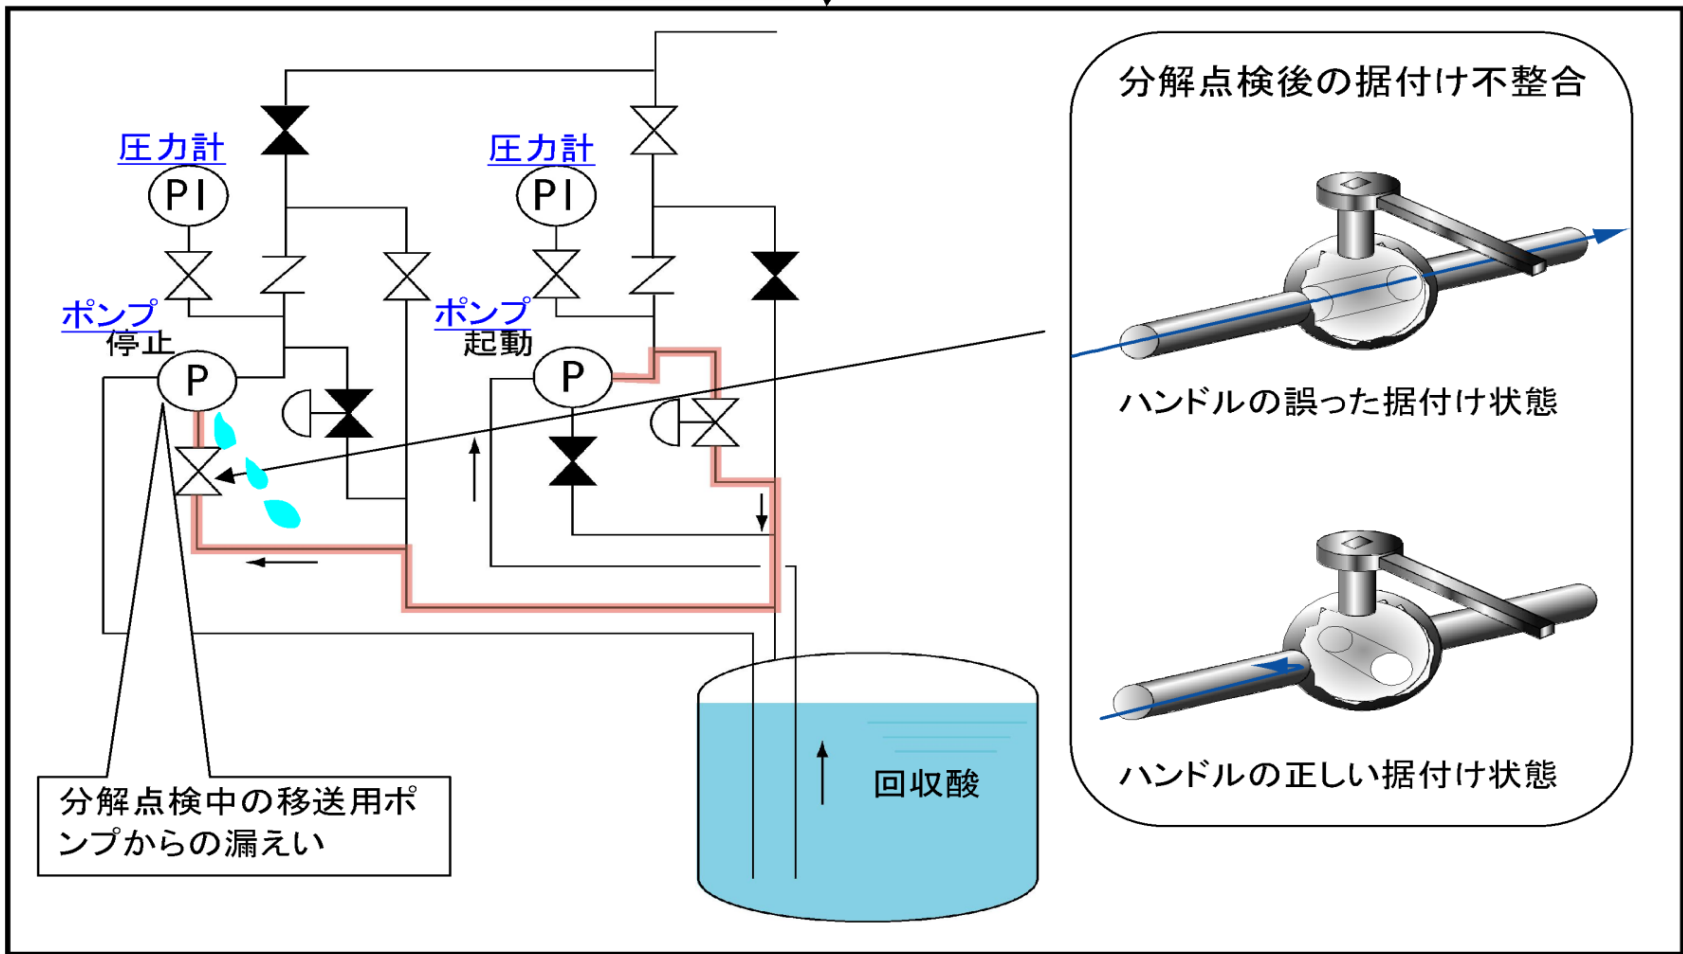 分解点検後の据付け不整合
圧力計
圧力計
PI
PI
ポンプ
停止
ポンプ
起動
P
P
ハンドルの誤った据付け状態
分解点検中の移送用ポ
ンプからの漏えい
回収酸
ハンドルの正しい据付け状態